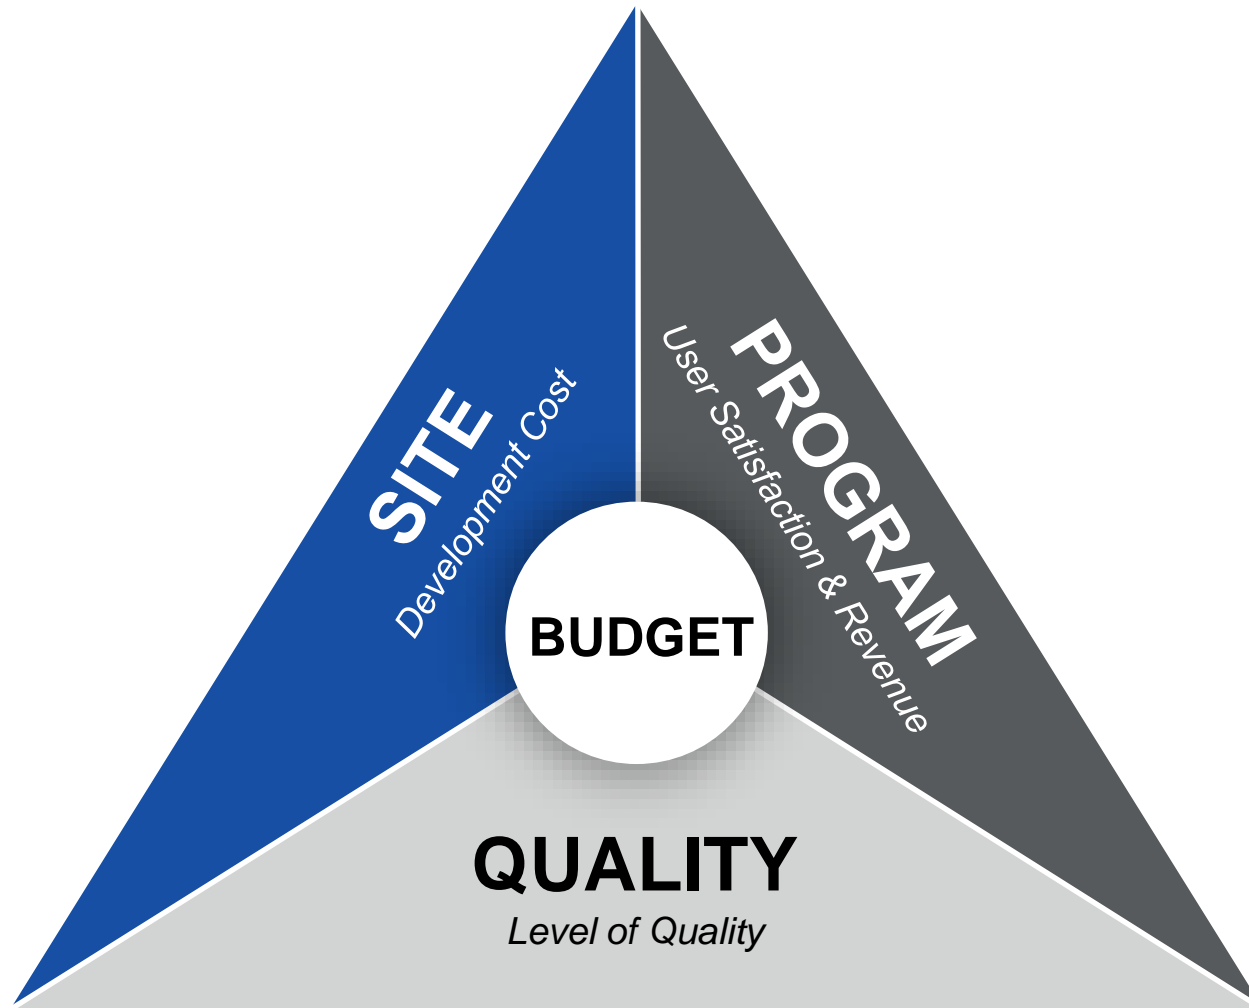 SITE
Development Cost
PROGRAM
User Satisfaction & Revenue
BUDGET
QUALITY
Level of Quality